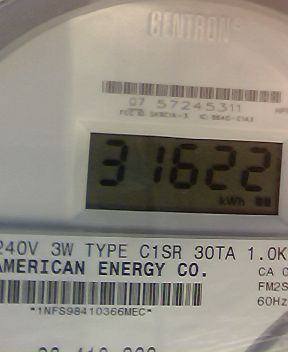 CENTRON
07 57245311
31622
kWh
240V 3W TYPE C1SR 30TA 1.0K
AMERICAN ENERGY CO.
CA 0
FM2S
60Hz
*1NFS98410366MEC*